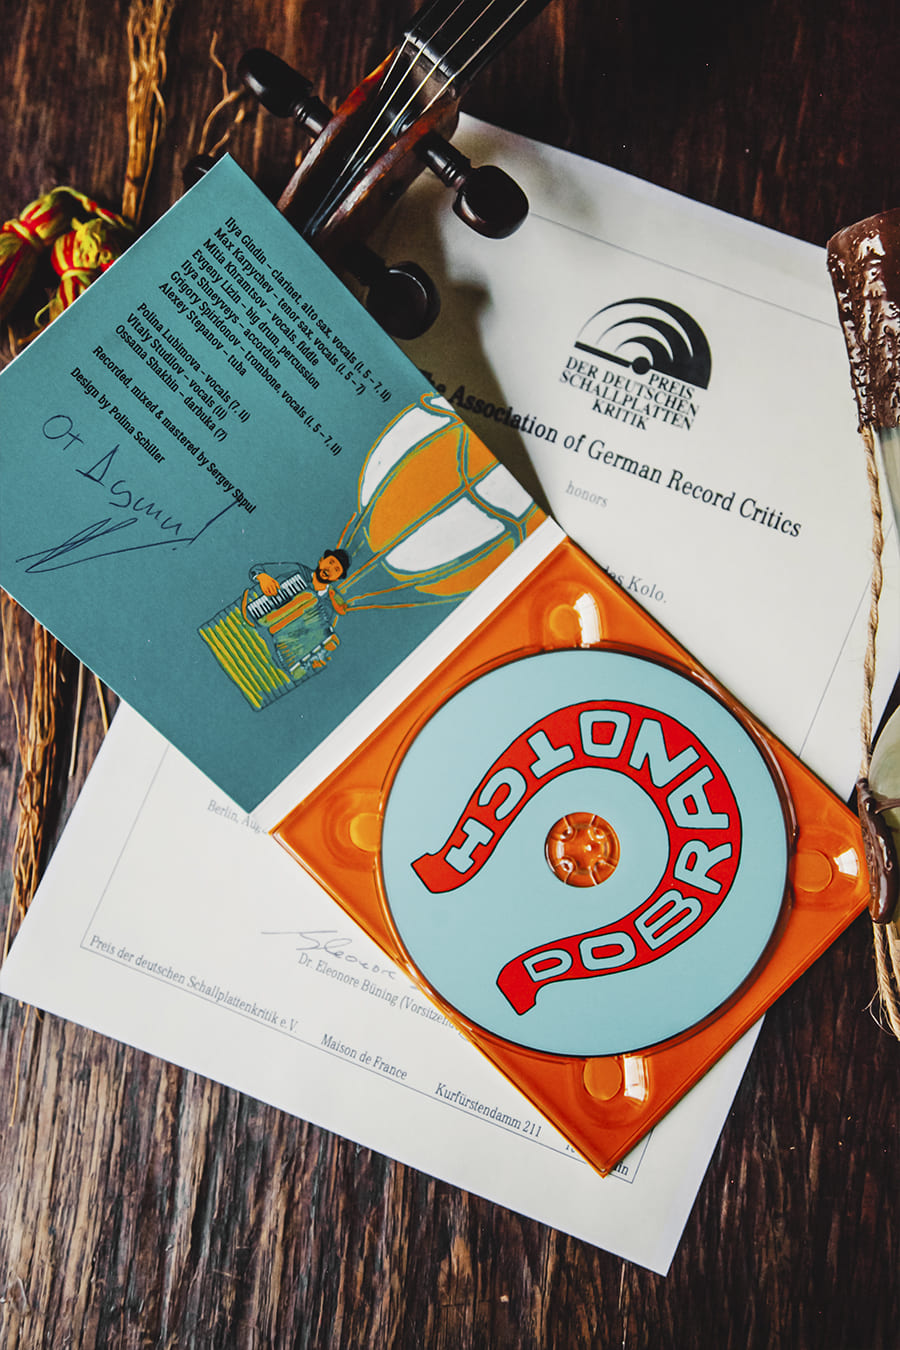 Ilya Gindin – clarinet, alto sax, vocals (1, 5 – 7, 11)
Max Karpychev – tenor sax, vocals (1, 5 – 7)
Mitia Khramtsov – vocals, fiddle
Evgeny Lizin – big drum, percussion
Ilya Shneyveys – accordion
Grigory Spiridonov – trombone, vocals (1, 5 – 7, 11)
Alexey Stepanov – tuba
Polina Lubimova – vocals (7, 11)
Vitaly Studilov – vocals (11)
Ossama Shakhin – darbuka (7)
Recorded, mixed & mastered by Sergey Shpul
Design by Polina Schiller
От Души!
PREIS
DER DEUTSCHEN
SCHALLPLATTEN
KRITIK
The Association of German Record Critics
honors
Kolo.
DOBRANOTCH
Berlin,
Dr. Eleonore Büning
Preis der deutschen Schallplattenkritik e.V.
Maison de France
Kurfürstendamm 211